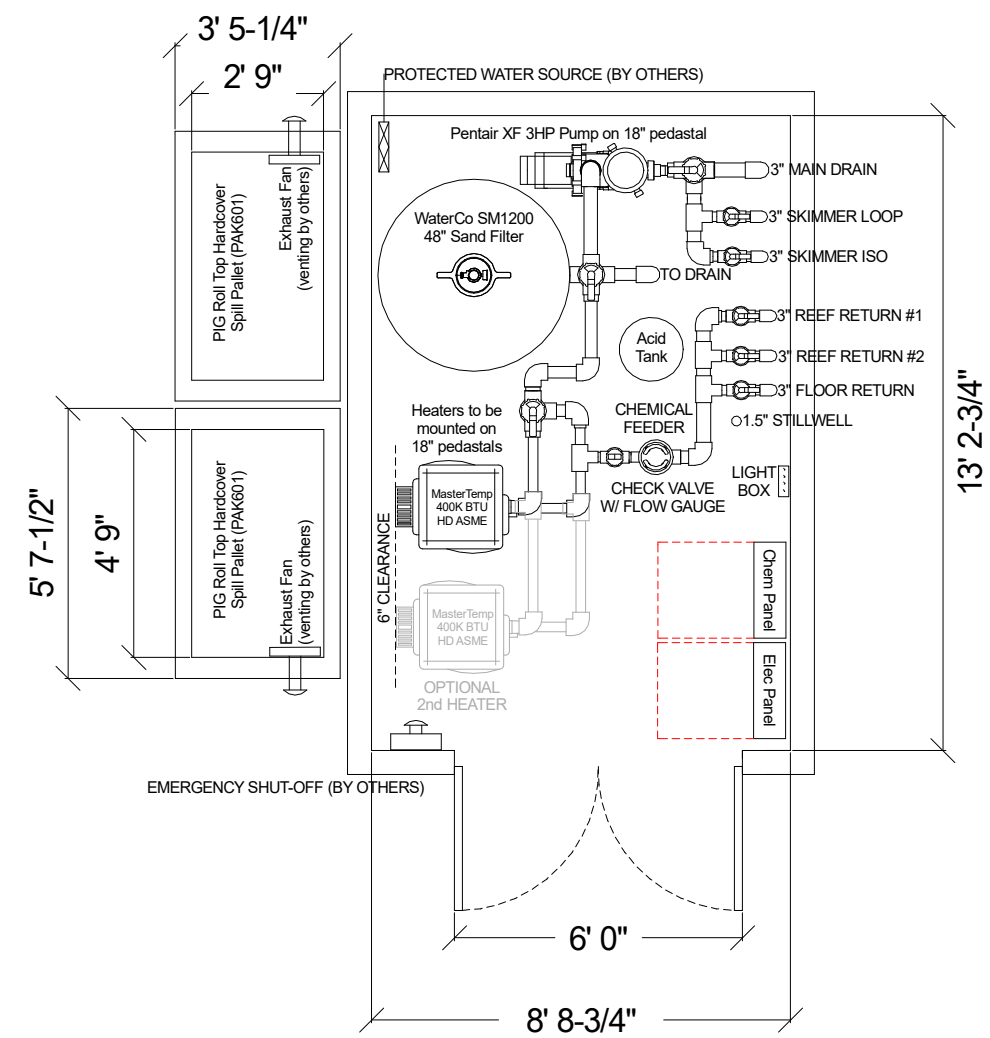 3' 5-1/4"
2' 9"
PROTECTED WATER SOURCE (BY OTHERS)
Pentair XF 3HP Pump on 18" pedastal
3" MAIN DRAIN
3" SKIMMER LOOP
3" SKIMMER ISO
WaterCo SM1200
48" Sand Filter
TO DRAIN
PIG Roll Top Hardcover
Spill Pallet (PAK601)
Exhaust Fan
(venting by others)
3" REEF RETURN #1
3" REEF RETURN #2
3" FLOOR RETURN
1.5" STILLWELL
Acid
Tank
13' 2-3/4"
Heaters to be
mounted on
18" pedastals
CHEMICAL
FEEDER
CHECK VALVE
W/ FLOW GAUGE
LIGHT
BOX
5' 7-1/2"
4' 9"
PIG Roll Top Hardcover
Spill Pallet (PAK601)
Exhaust Fan
(venting by others)
6" CLEARANCE
MasterTemp
400K BTU
HD ASME
MasterTemp
400K BTU
HD ASME
OPTIONAL
2nd HEATER
Chem Panel
Elec Panel
EMERGENCY SHUT-OFF (BY OTHERS)
6' 0"
8' 8-3/4"